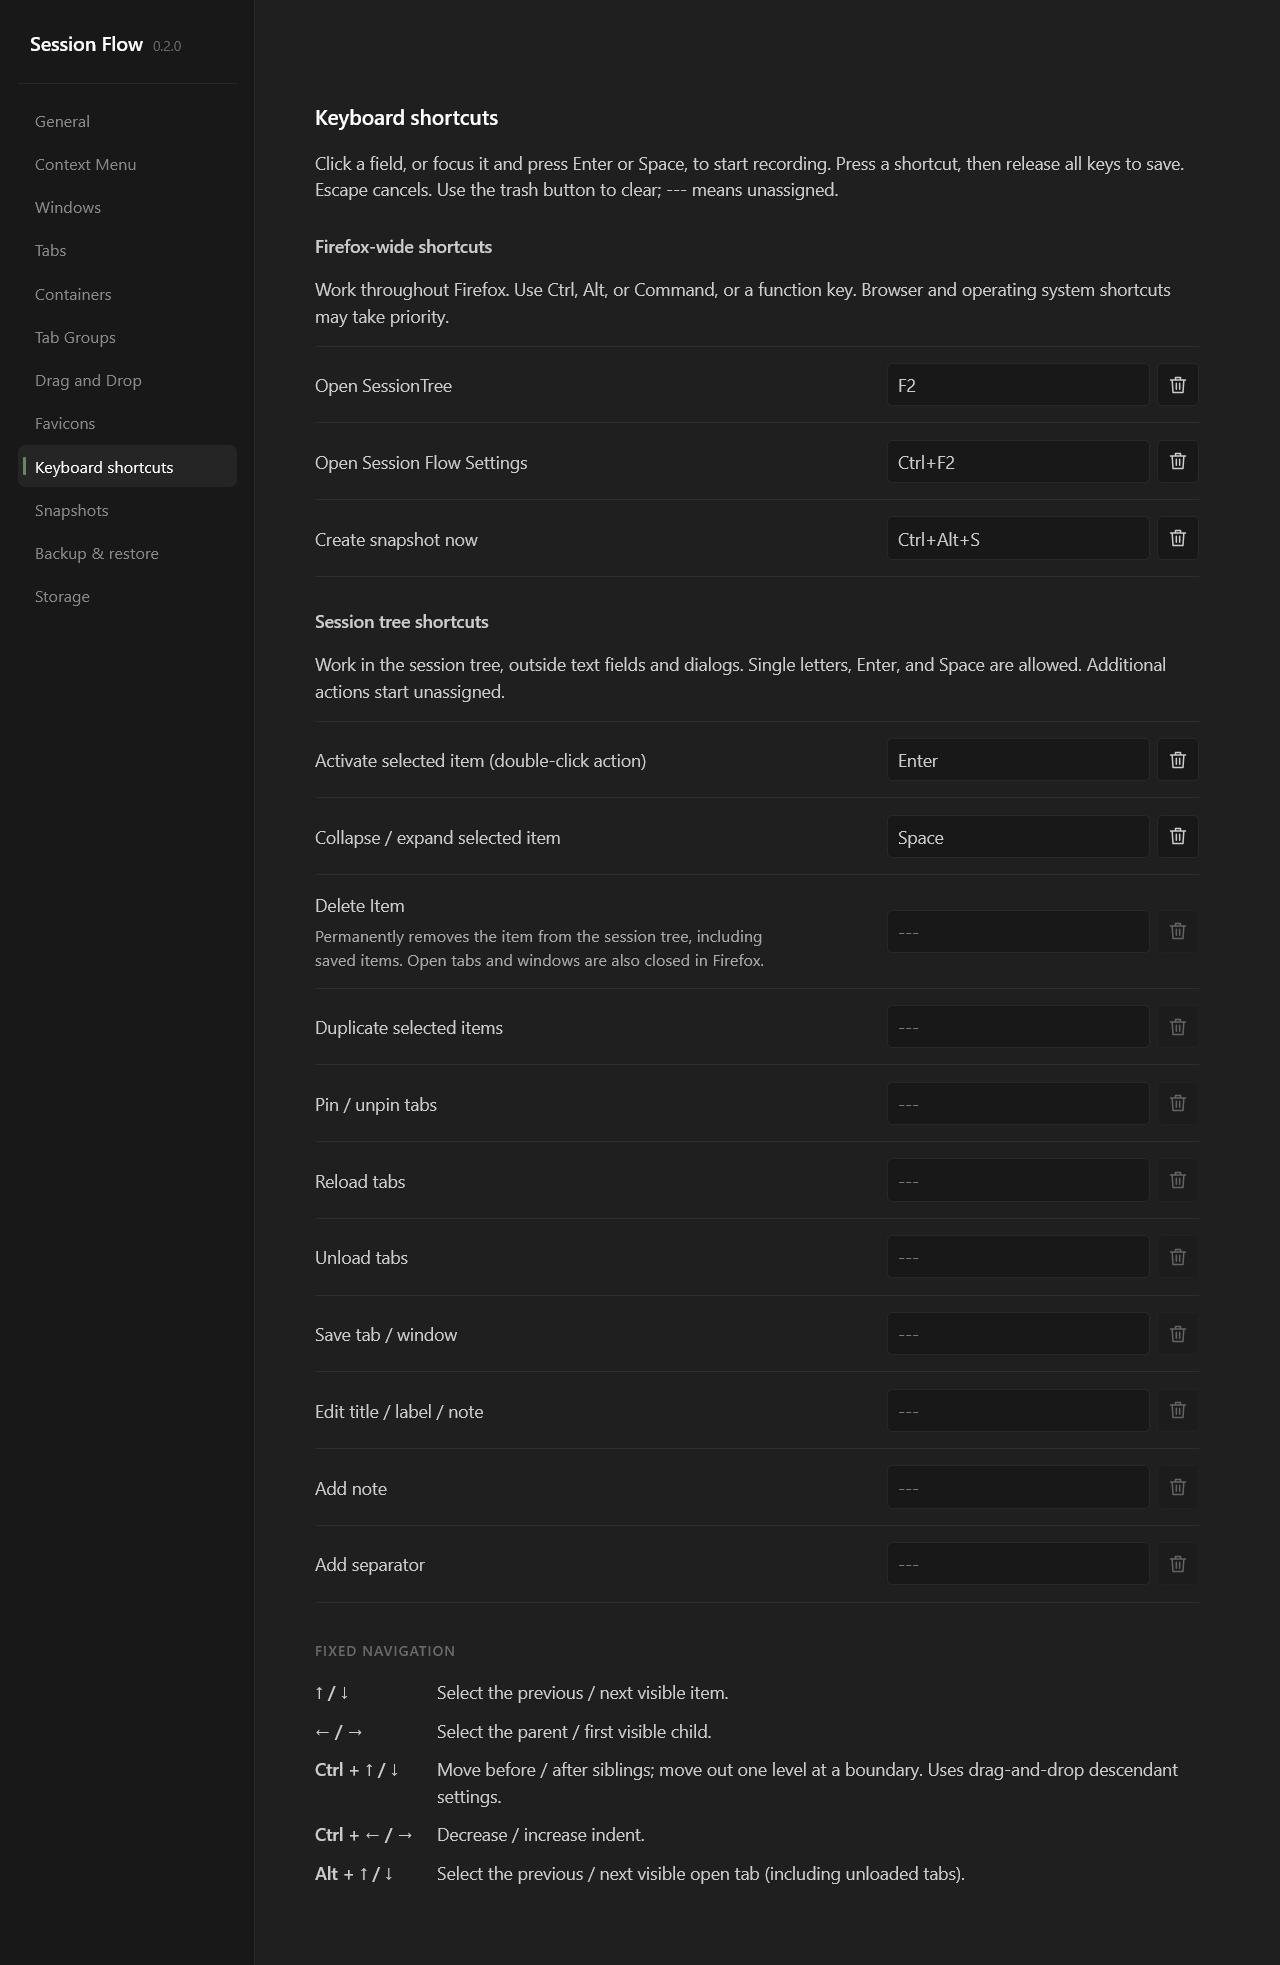 Session Flow 0.2.0
General
Context Menu
Windows
Tabs
Containers
Tab Groups
Drag and Drop
Favicons
Keyboard shortcuts
Snapshots
Backup & restore
Storage
Keyboard shortcuts
Click a field, or focus it and press Enter or Space, to start recording. Press a shortcut, then release all keys to save.
Escape cancels. Use the trash button to clear; --- means unassigned.
Firefox-wide shortcuts
Work throughout Firefox. Use Ctrl, Alt, or Command, or a function key. Browser and operating system shortcuts
may take priority.
Open SessionTree F2
Open Session Flow Settings Ctrl+F2
Create snapshot now Ctrl+Alt+S
Session tree shortcuts
Work in the session tree, outside text fields and dialogs. Single letters, Enter, and Space are allowed. Additional
actions start unassigned.
Activate selected item (double-click action) Enter
Collapse / expand selected item Space
Delete Item
Permanently removes the item from the session tree, including
saved items. Open tabs and windows are also closed in Firefox.
---
Duplicate selected items ---
Pin / unpin tabs ---
Reload tabs ---
Unload tabs ---
Save tab / window ---
Edit title / label / note ---
Add note ---
Add separator ---
FIXED NAVIGATION
↑ / ↓ Select the previous / next visible item.
← / → Select the parent / first visible child.
Ctrl + ↑ / ↓ Move before / after siblings; move out one level at a boundary. Uses drag-and-drop descendant
settings.
Ctrl + ← / → Decrease / increase indent.
Alt + ↑ / ↓ Select the previous / next visible open tab (including unloaded tabs).